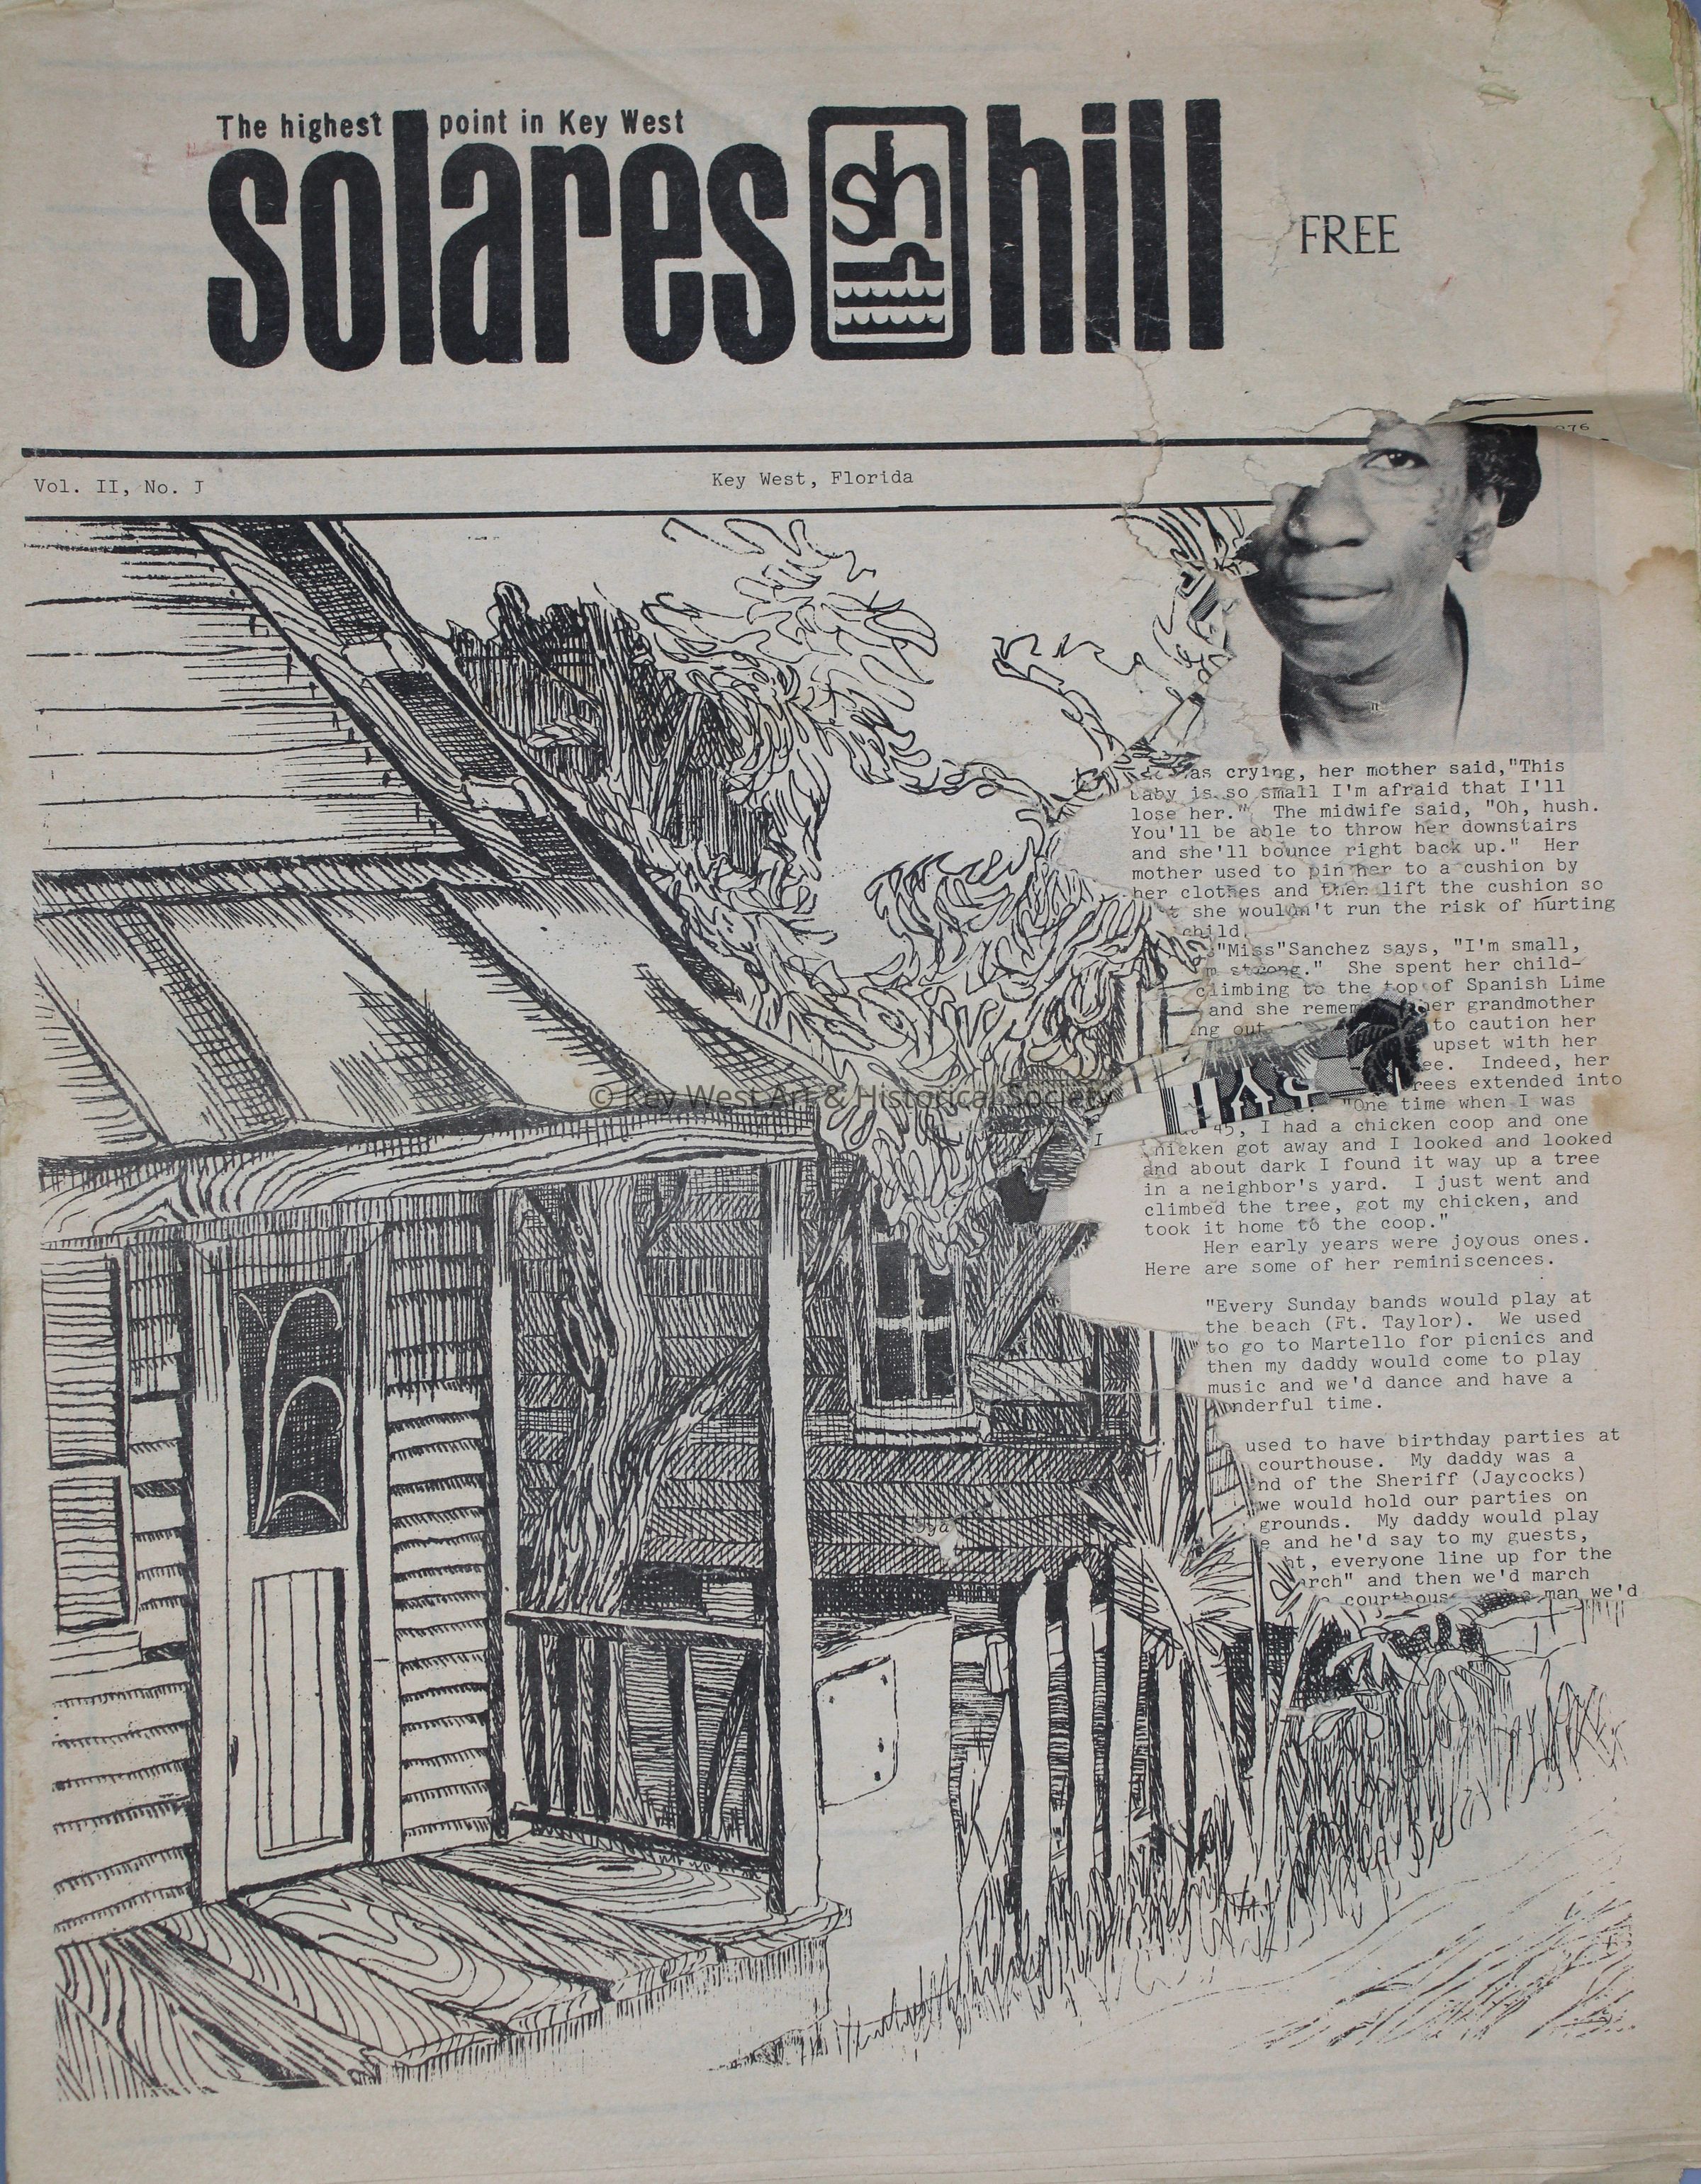 The highest point in Key West
solares sh hill
FREE
976
Vol. II, No. J
Key West, Florida
as crying, her mother said,"This
baby is so small I'm afraid that I'll
lose her." The midwife said, "Oh, hush.
You'll be able to throw her downstairs
and she'll bounce right back up." Her
mother used to pin her to a cushion by
her clothes and then lift the cushion so
she wouldn't run the risk of hurting
child.
"Miss"Sanchez says, "I'm small,
strong." She spent her child-
climbing to the top of Spanish Lime
and she her grandmother
out to caution her
upset with her
Indeed, her
extended into
"One time when I was
45, I had a chicken coop and one
chicken got away and I looked and looked
and about dark I found it way up a tree
in a neighbor's yard. I just went and
climbed the tree, got my chicken, and
took it home to the coop."
Her early years were joyous ones.
Here are some of her reminiscences.
"Every Sunday bands would play at
the beach (Ft. Taylor). We used
to go to Martello for picnics and
then my daddy would come to play
music and we'd dance and have a
nderful time.
used to have birthday parties at
courthouse. My daddy was a
nd of the Sheriff (Jaycocks)
we would hold our parties on
grounds. My daddy would play
e and he'd say to my guests,
ht, everyone line up for the
arch" and then we'd march
man we'd
© Key West Art & Historical Society